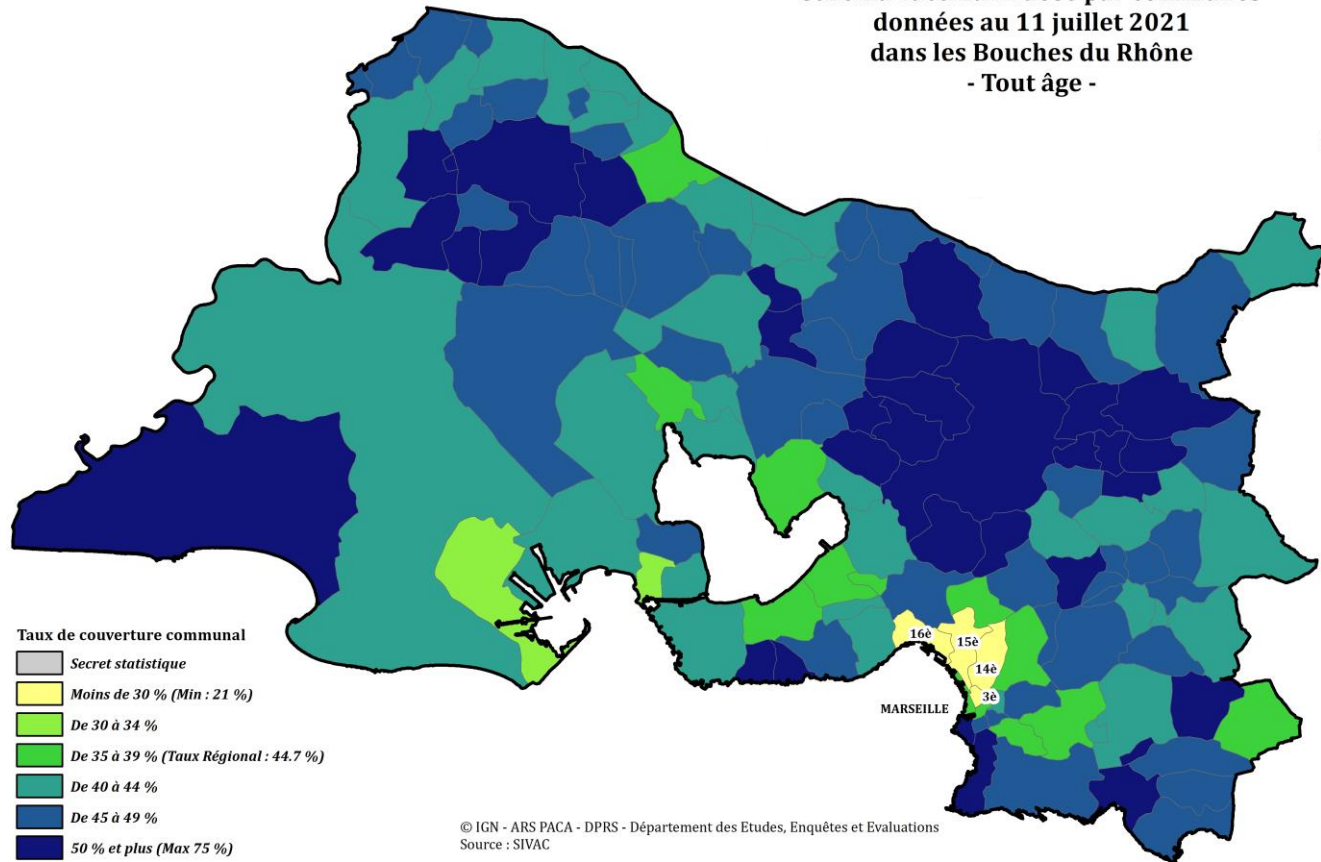 données au 11 juillet 2021
dans les Bouches du Rhône
- Tout âge -
16è
15è
14è
3è
MARSEILLE
Taux de couverture communal
Secret statistique
Moins de 30 % (Min : 21 %)
De 30 à 34 %
De 35 à 39 % (Taux Régional : 44.7 %)
De 40 à 44 %
De 45 à 49 %
50 % et plus (Max 75 %)
© IGN - ARS PACA - DPRS - Département des Etudes, Enquêtes et Evaluations
Source : SIVAC